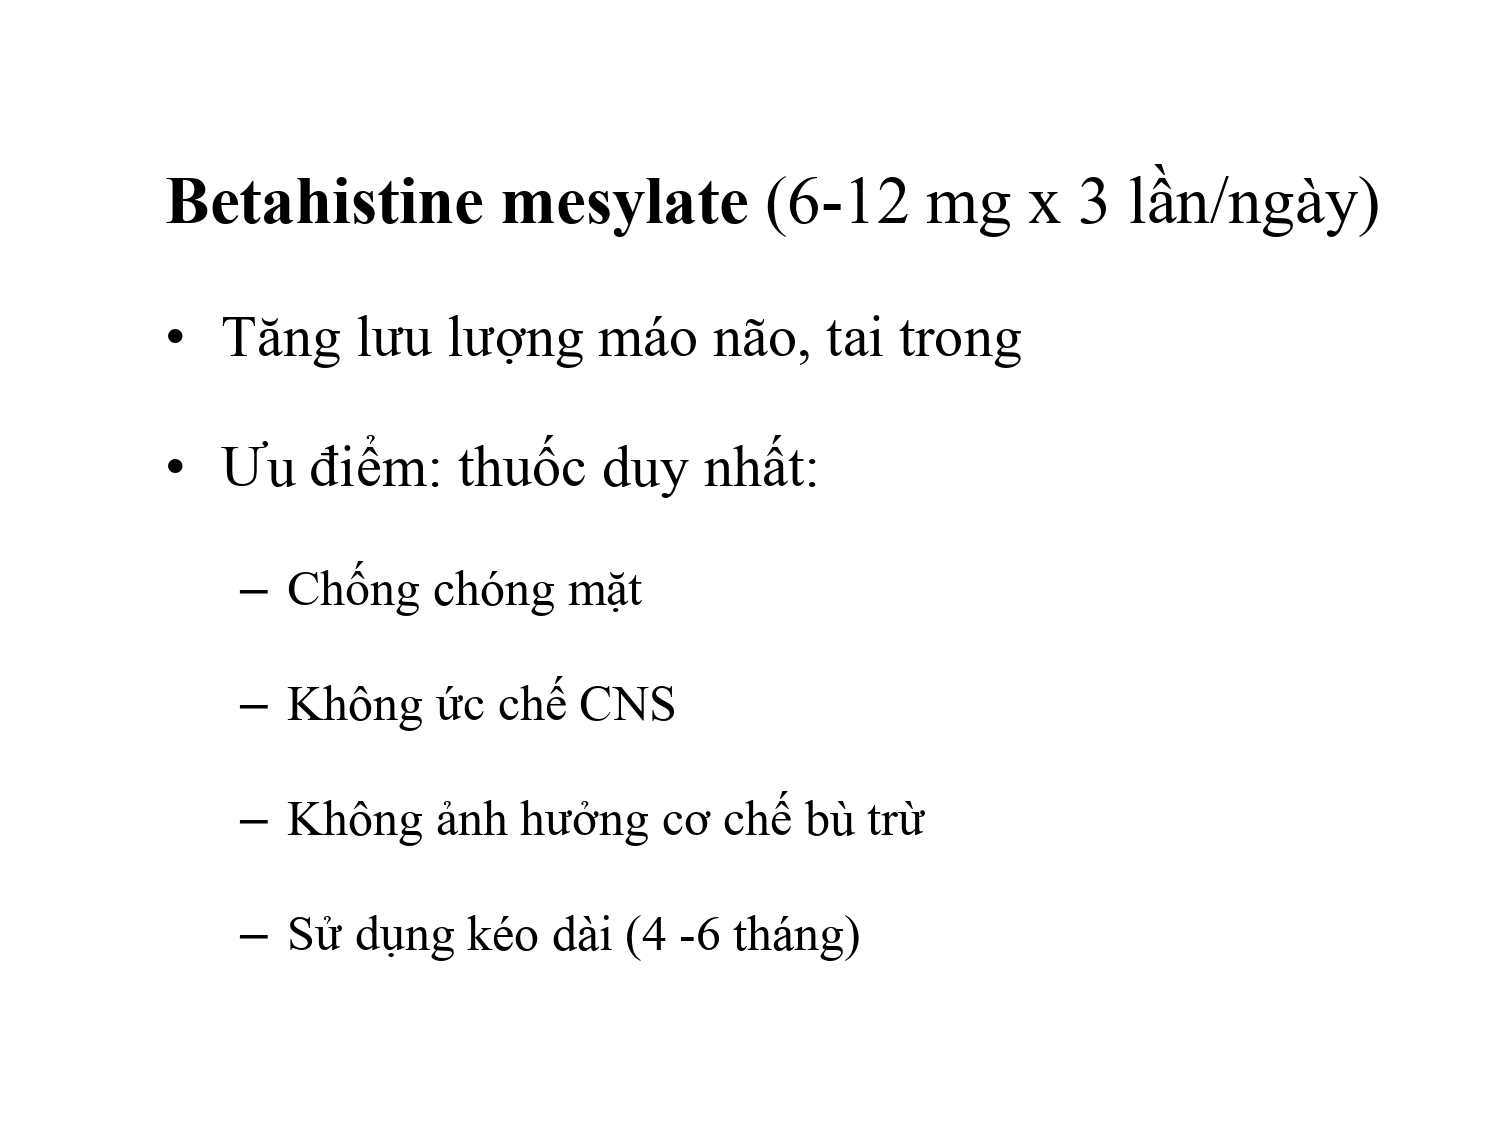 Betahistine mesylate (6-12 mg x 3 lần/ngày)
• Tăng lưu lượng máo não, tai trong
• Ưu điểm: thuốc duy nhất:
– Chống chóng mặt
– Không ức chế CNS
– Không ảnh hưởng cơ chế bù trừ
– Sử dụng kéo dài (4 -6 tháng)